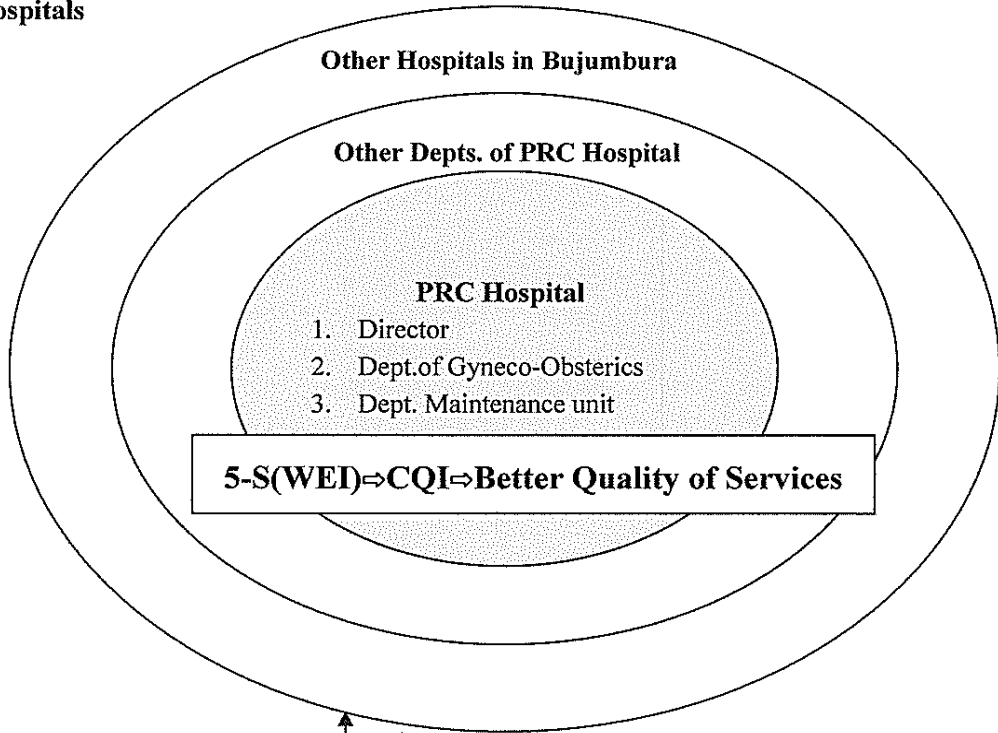 Other Hospitals in Bujumbura
Other Depts. of PRC Hospital
PRC Hospital
1. Director
2. Dept.of Gyneco-Obsterics
3. Dept. Maintenance unit
5-S(WEI)⇨CQI⇨Better Quality of Services